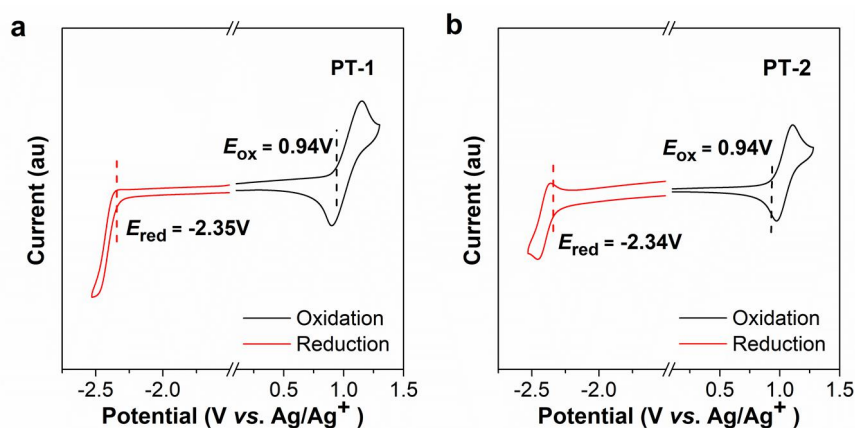 a
PT-1
Current (au)
E_ox = 0.94V
E_red = -2.35V
Oxidation
Reduction
-2.5 -2.0 0.5 1.0 1.5
Potential (V vs. Ag/Ag⁺ )
b
PT-2
Current (au)
E_ox = 0.94V
E_red = -2.34V
Oxidation
Reduction
-2.5 -2.0 0.5 1.0 1.5
Potential (V vs. Ag/Ag⁺ )